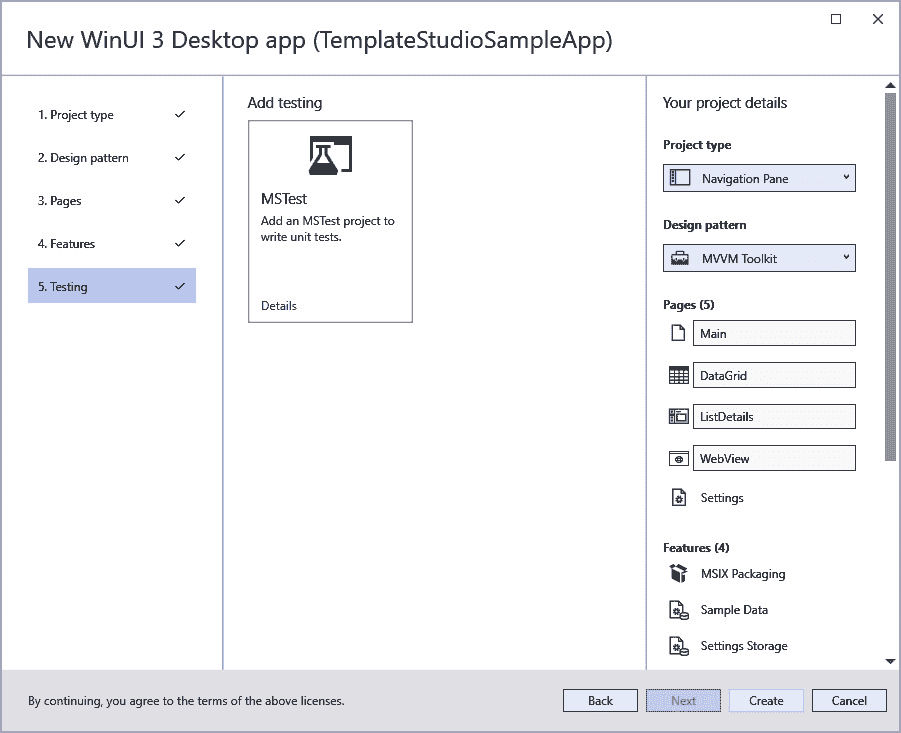 New WinUI 3 Desktop app (TemplateStudioSampleApp)
1. Project type
2. Design pattern
3. Pages
4. Features
5. Testing
Add testing
MSTest
Add an MSTest project to
write unit tests.
Details
Your project details
Project type
Navigation Pane
Design pattern
MVVM Toolkit
Pages (5)
Main
DataGrid
ListDetails
WebView
Settings
Features (4)
MSIX Packaging
Sample Data
Settings Storage
By continuing, you agree to the terms of the above licenses.
Back
Next
Create
Cancel